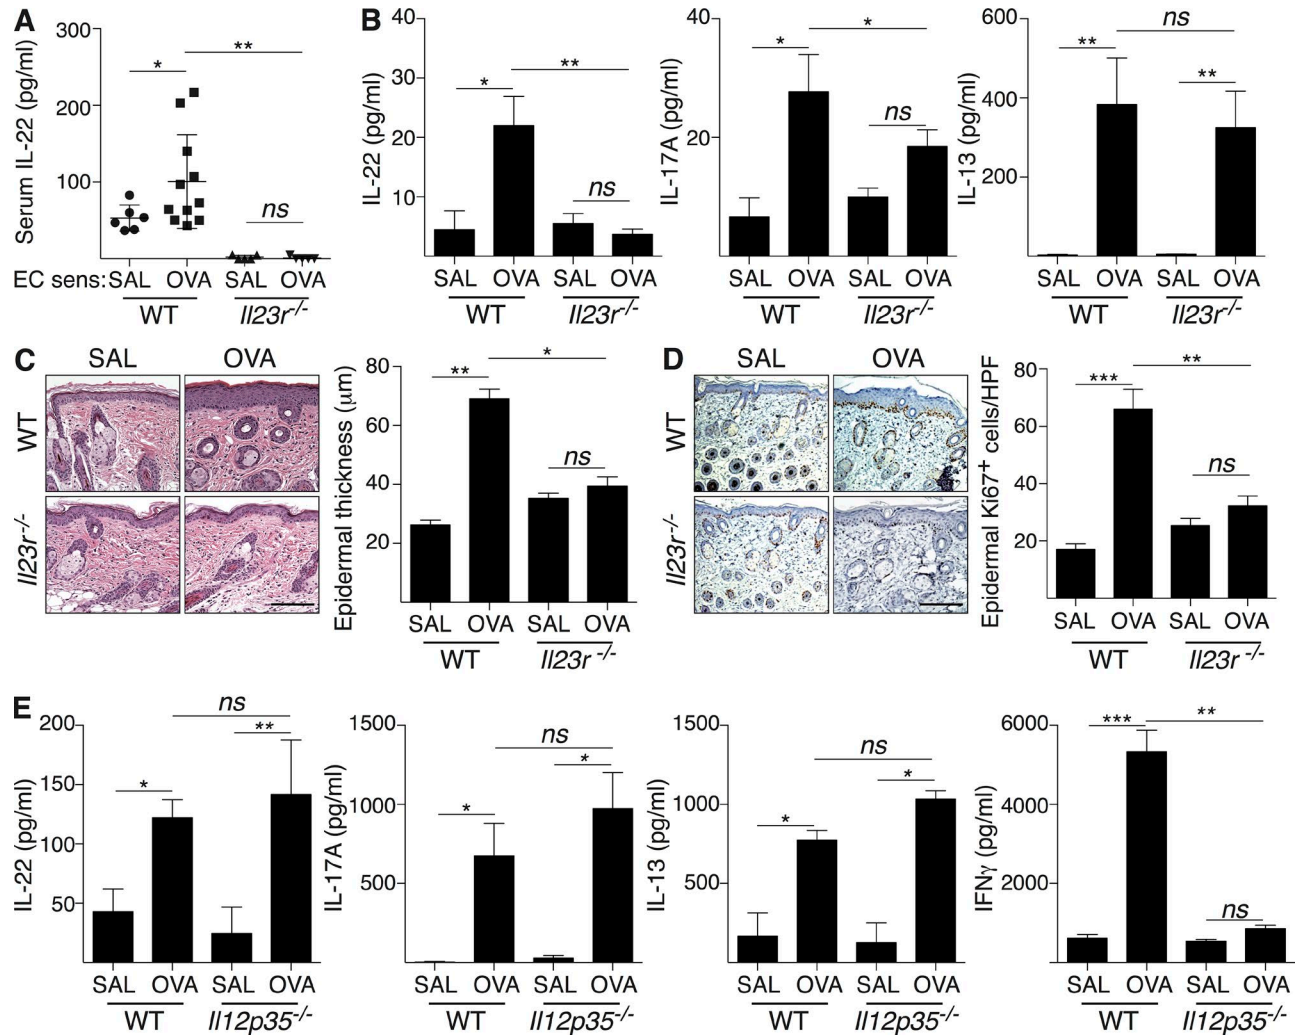 A
Serum IL-22 (pg/ml)
300
200
100
*
**
ns
EC sens: SAL OVA SAL OVA
WT Il23r-/-
B
IL-22 (pg/ml)
40
30
20
10
*
**
ns
SAL OVA SAL OVA
WT Il23r-/-
IL-17A (pg/ml)
40
20
*
*
ns
SAL OVA SAL OVA
WT Il23r-/-
IL-13 (pg/ml)
600
400
200
**
ns
**
SAL OVA SAL OVA
WT Il23r-/-
C
SAL OVA
WT
Il23r-/-
Epidermal thickness (μm)
80
60
40
20
**
*
ns
SAL OVA SAL OVA
WT Il23r -/-
D
SAL OVA
WT
Il23r-/-
Epidermal Ki67+ cells/HPF
80
60
40
20
***
**
ns
SAL OVA SAL OVA
WT Il23r -/-
E
IL-22 (pg/ml)
200
150
100
50
*
ns
**
SAL OVA SAL OVA
WT Il12p35-/-
IL-17A (pg/ml)
1500
1000
500
*
ns
*
SAL OVA SAL OVA
WT Il12p35-/-
IL-13 (pg/ml)
1500
1000
500
*
ns
*
SAL OVA SAL OVA
WT Il12p35-/-
IFNγ (pg/ml)
6000
4000
2000
***
**
ns
SAL OVA SAL OVA
WT Il12p35-/-